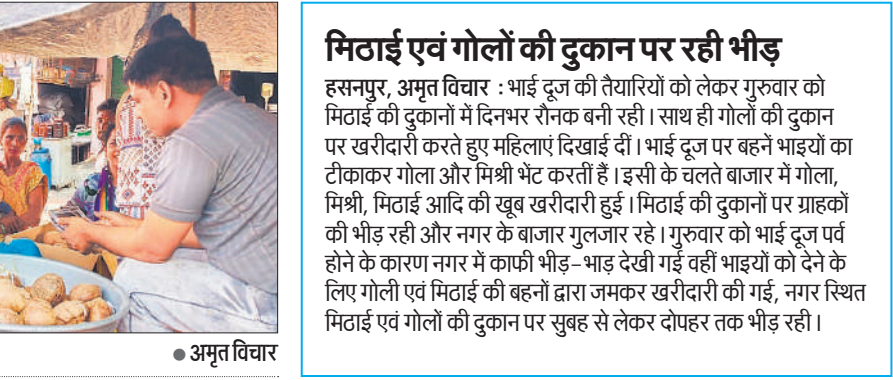 मिठाई एवं गोलों की दुकान पर रही भीड़
हसनपुर, अमृत विचार : भाई दूज की तैयारियों को लेकर गुरुवार को
मिठाई की दुकानों में दिनभर रौनक बनी रही। साथ ही गोलों की दुकान
पर खरीदारी करते हुए महिलाएं दिखाई दीं। भाई दूज पर बहनें भाइयों का
टीकाकर गोला और मिश्री भेंट करतीं हैं। इसी के चलते बाजार में गोला,
मिश्री, मिठाई आदि की खूब खरीदारी हुई। मिठाई की दुकानों पर ग्राहकों
की भीड़ रही और नगर के बाजार गुलजार रहे। गुरुवार को भाई दूज पर्व
होने के कारण नगर में काफी भीड़-भाड़ देखी गई वहीं भाइयों को देने के
लिए गोली एवं मिठाई की बहनों द्वारा जमकर खरीदारी की गई, नगर स्थित
मिठाई एवं गोलों की दुकान पर सुबह से लेकर दोपहर तक भीड़ रही।
● अमृत विचार